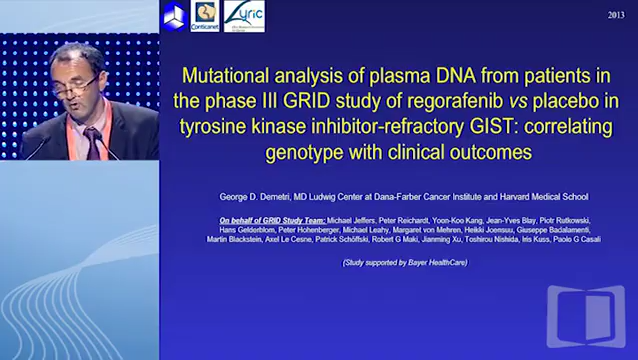 Conticanet
Lyric
2013
Mutational analysis of plasma DNA from patients in
the phase III GRID study of regorafenib vs placebo in
tyrosine kinase inhibitor-refractory GIST: correlating
genotype with clinical outcomes
George D. Demetri, MD Ludwig Center at Dana-Farber Cancer Institute and Harvard Medical School
On behalf of GRID Study Team: Michael Jeffers, Peter Reichardt, Yoon-Koo Kang, Jean-Yves Blay, Piotr Rutkowski,
Hans Gelderblom, Peter Hohenberger, Michael Leahy, Margaret von Mehren, Heikki Joensuu, Giuseppe Badalamenti,
Martin Blackstein, Axel Le Cesne, Patrick Schöffski, Robert G Maki, Jianming Xu, Toshirou Nishida, Iris Kuss, Paolo G Casali
(Study supported by Bayer HealthCare)